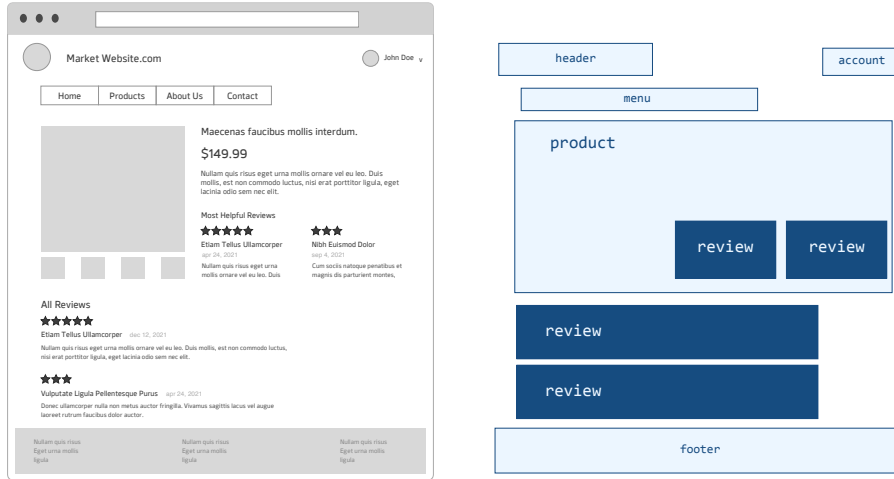 Market Website.com
John Doe
Home Products About Us Contact
Maecenas faucibus mollis interdum.
$149.99
Nullam quis risus eget urna mollis ornare vel eu leo. Duis
mollis, est non commodo luctus, nisi erat porttitor ligula, eget
lacinia odio sem nec elit.
Most Helpful Reviews
Etiam Tellus Ullamcorper
apr 24, 2021
Nullam quis risus eget urna
mollis ornare vel eu leo. Duis
Nibh Euismod Dolor
sep 4, 2021
Cum sociis natoque penatibus et
magnis dis parturient montes,
All Reviews
Etiam Tellus Ullamcorper dec 12, 2021
Nullam quis risus eget urna mollis ornare vel eu leo. Duis mollis, est non commodo luctus,
nisi erat porttitor ligula, eget lacinia odio sem nec elit.
Vulputate Ligula Pellentesque Purus apr 24, 2021
Donec ullamcorper nulla non metus auctor fringilla. Vivamus sagittis lacus vel augue
laoreet rutrum faucibus dolor auctor.
Nullam quis risus
Eget urna mollis
ligula
Nullam quis risus
Eget urna mollis
ligula
Nullam quis risus
Eget urna mollis
ligula
header
account
menu
product
review
review
review
review
footer